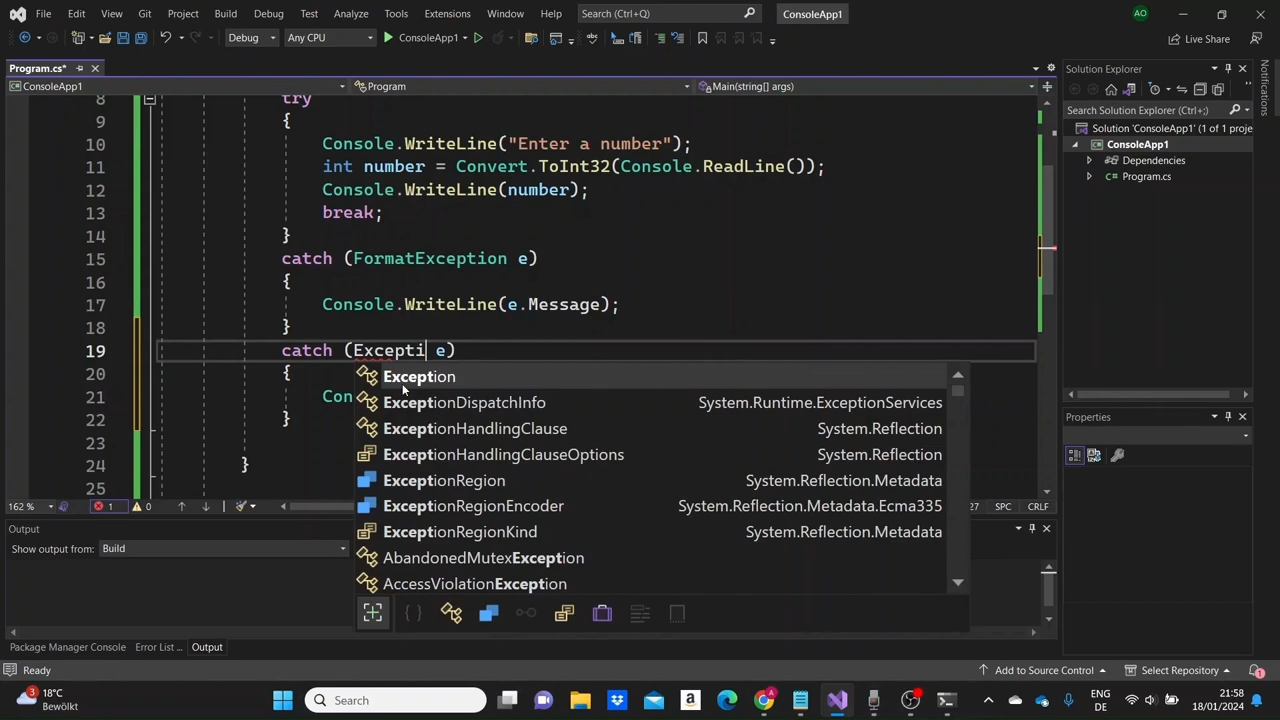 File Edit View Git Project Build Debug Test Analyze Tools Extensions Window Help Search (Ctrl+Q) ConsoleApp1 AO
Debug Any CPU ConsoleApp1 Live Share
Program.cs* Solution Explorer
ConsoleApp1 Program Main(string[] args)
Search Solution Explorer (Ctrl+;)
Solution 'ConsoleApp1' (1 of 1 proje
ConsoleApp1
Dependencies
Program.cs
Notifications
8 try
9 {
10 Console.WriteLine("Enter a number");
11 int number = Convert.ToInt32(Console.ReadLine());
12 Console.WriteLine(number);
13 break;
14 }
15 catch (FormatException e)
16 {
17 Console.WriteLine(e.Message);
18 }
19 catch (Excepti e)
20 {
21 Con
22 }
23
24 }
25
Exception
ExceptionDispatchInfo System.Runtime.ExceptionServices
ExceptionHandlingClause System.Reflection
ExceptionHandlingClauseOptions System.Reflection
ExceptionRegion System.Reflection.Metadata
ExceptionRegionEncoder System.Reflection.Metadata.Ecma335
ExceptionRegionKind System.Reflection.Metadata
AbandonedMutexException
AccessViolationException
Properties
162 % 1 0 27 SPC CRLF
Output
Show output from: Build
Package Manager Console Error List ... Output
Ready Add to Source Control Select Repository 1
3 18°C
Bewölkt
Search
ENG
DE
21:58
18/01/2024